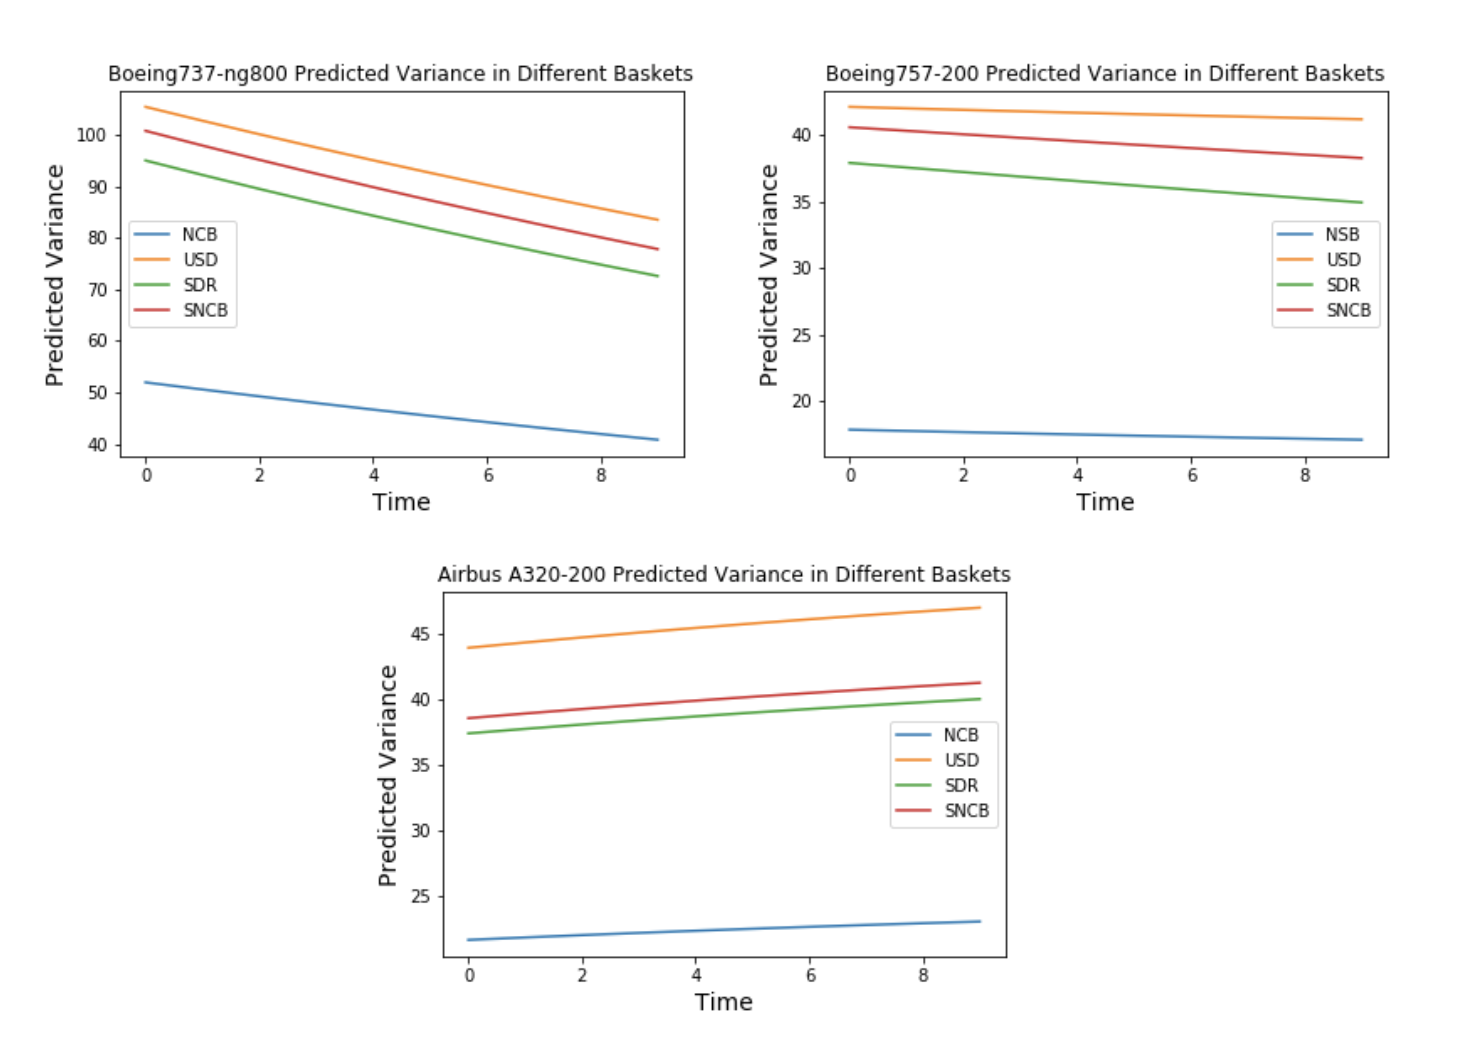 Boeing737-ng800 Predicted Variance in Different Baskets
Predicted Variance
100
90
80
70
60
50
40
NCB
USD
SDR
SNCB
0 2 4 6 8
Time
Boeing757-200 Predicted Variance in Different Baskets
Predicted Variance
40
35
30
25
20
NSB
USD
SDR
SNCB
0 2 4 6 8
Time
Airbus A320-200 Predicted Variance in Different Baskets
Predicted Variance
45
40
35
30
25
NCB
USD
SDR
SNCB
0 2 4 6 8
Time